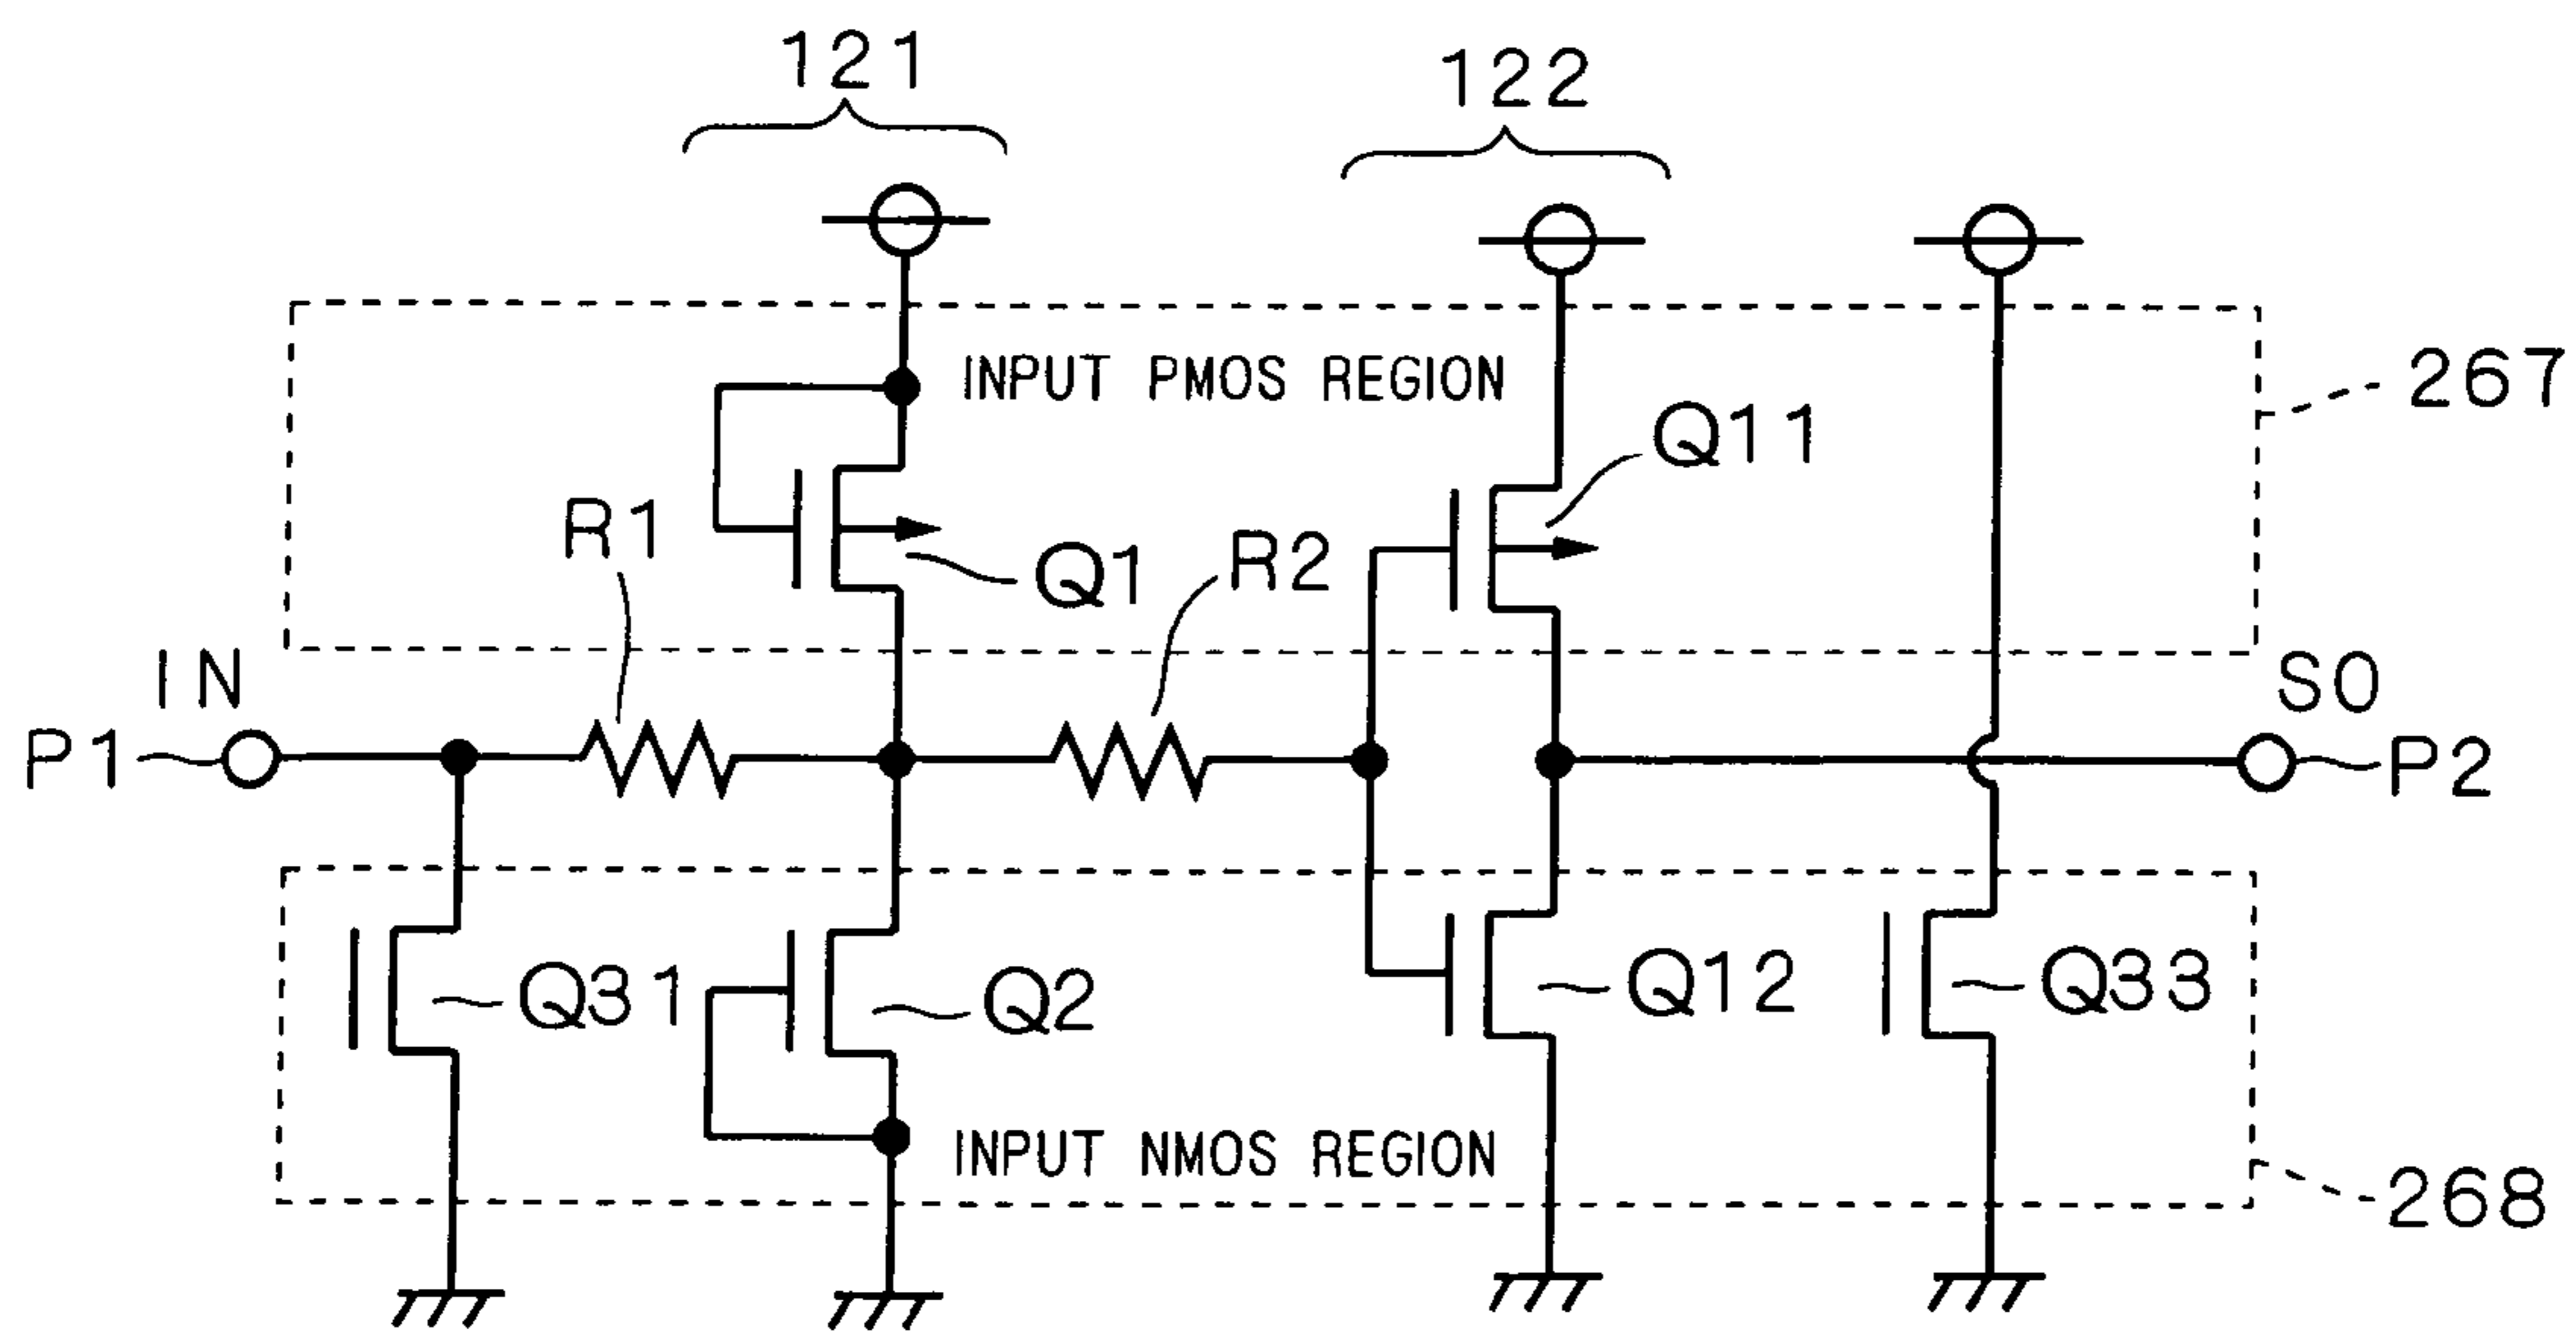 121
122
INPUT PMOS REGION
267
Q11
R1
Q1
R2
IN
SO
P1
P2
Q31
Q2
Q12
Q33
INPUT NMOS REGION
268